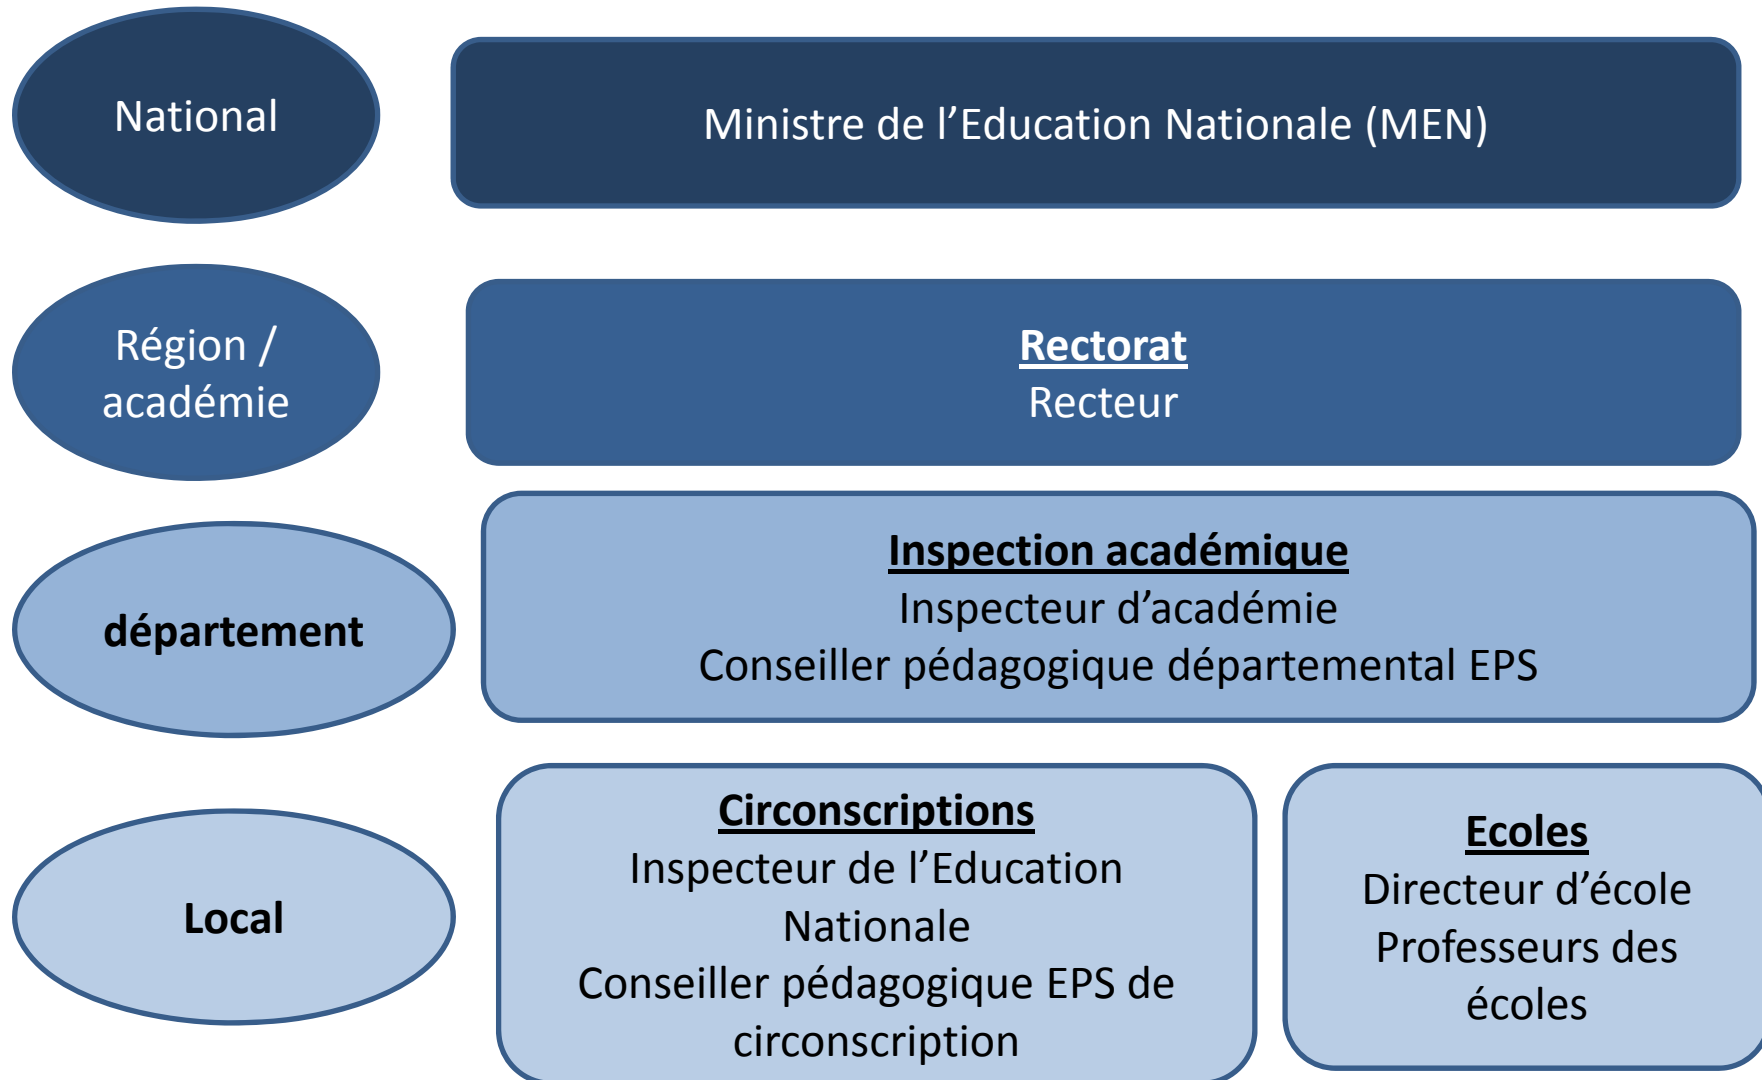 National
Ministre de l’Education Nationale (MEN)
Région /
académie
Rectorat
Recteur
département
Inspection académique
Inspecteur d’académie
Conseiller pédagogique départemental EPS
Local
Circonscriptions
Inspecteur de l’Education
Nationale
Conseiller pédagogique EPS de
circonscription
Ecoles
Directeur d’école
Professeurs des
écoles